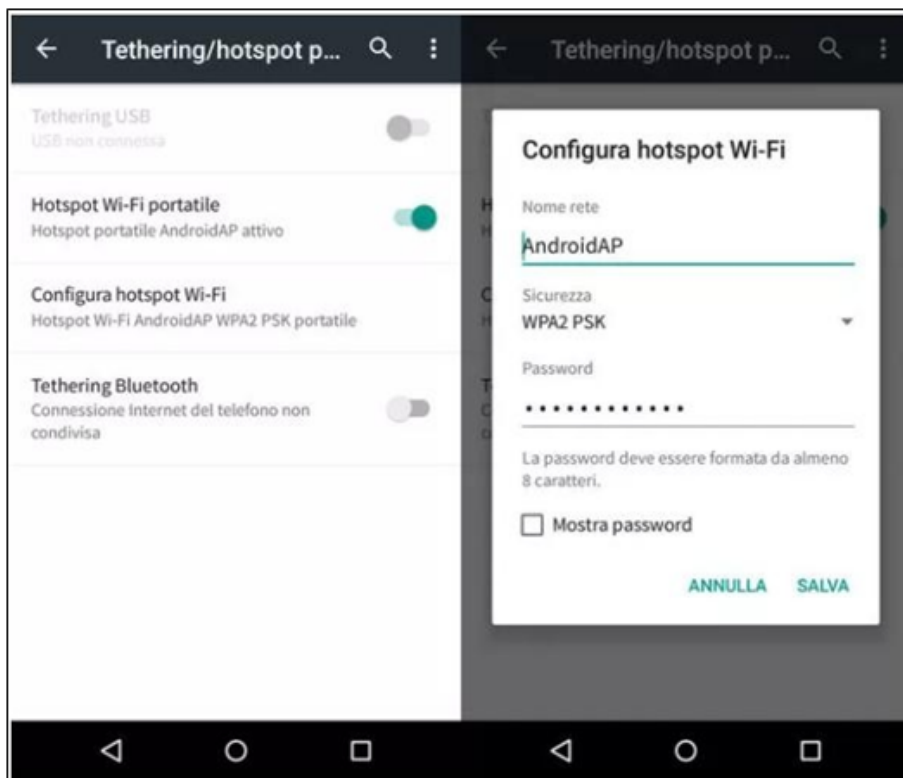 Tethering/hotspot p...
Tethering USB
USB non connessa
Hotspot Wi-Fi portatile
Hotspot portatile AndroidAP attivo
Configura hotspot Wi-Fi
Hotspot Wi-Fi AndroidAP WPA2 PSK portatile
Tethering Bluetooth
Connessione Internet del telefono non
condivisa
Tethering/hotspot p...
Configura hotspot Wi-Fi
Nome rete
AndroidAP
Sicurezza
WPA2 PSK
Password
••••••••••••
La password deve essere formata da almeno
8 caratteri.
Mostra password
ANNULLA SALVA